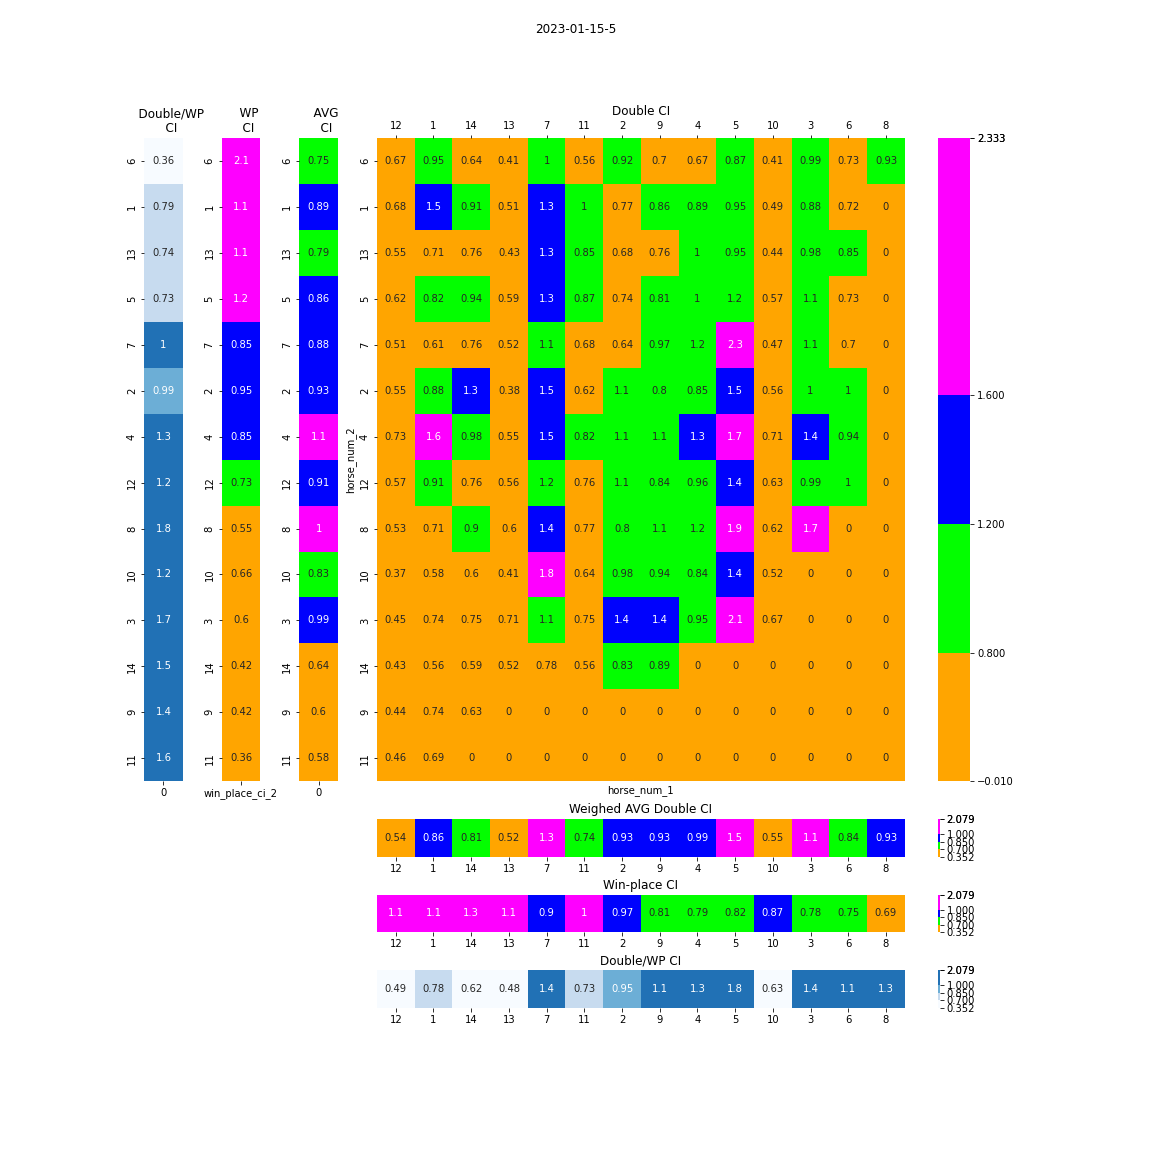 2023-01-15-5
Double/WP CI
WP CI
AVG CI
Double CI
12 1 14 13 7 11 2 9 4 5 10 3 6 8
6 0.36 6 2.1 6 0.75 6 0.67 0.95 0.64 0.41 1 0.56 0.92 0.7 0.67 0.87 0.41 0.99 0.73 0.93
1 0.79 1 1.1 1 0.89 1 0.68 1.5 0.91 0.51 1.3 1 0.77 0.86 0.89 0.95 0.49 0.88 0.72 0
13 0.74 13 1.1 13 0.79 13 0.55 0.71 0.76 0.43 1.3 0.85 0.68 0.76 1 0.95 0.44 0.98 0.85 0
5 0.73 5 1.2 5 0.86 5 0.62 0.82 0.94 0.59 1.3 0.87 0.74 0.81 1 1.2 0.57 1.1 0.73 0
7 1 7 0.85 7 0.88 7 0.51 0.61 0.76 0.52 1.1 0.68 0.64 0.97 1.2 2.3 0.47 1.1 0.7 0
2 0.99 2 0.95 2 0.93 2 0.55 0.88 1.3 0.38 1.5 0.62 1.1 0.8 0.85 1.5 0.56 1 1 0
4 1.3 4 0.85 4 1.1 4 0.73 1.6 0.98 0.55 1.5 0.82 1.1 1.1 1.3 1.7 0.71 1.4 0.94 0
12 1.2 12 0.73 12 0.91 12 0.57 0.91 0.76 0.56 1.2 0.76 1.1 0.84 0.96 1.4 0.63 0.99 1 0
8 1.8 8 0.55 8 1 8 0.53 0.71 0.9 0.6 1.4 0.77 0.8 1.1 1.2 1.9 0.62 1.7 0 0
10 1.2 10 0.66 10 0.83 10 0.37 0.58 0.6 0.41 1.8 0.64 0.98 0.94 0.84 1.4 0.52 0 0 0
3 1.7 3 0.6 3 0.99 3 0.45 0.74 0.75 0.71 1.1 0.75 1.4 1.4 0.95 2.1 0.67 0 0 0
14 1.5 14 0.42 14 0.64 14 0.43 0.56 0.59 0.52 0.78 0.56 0.83 0.89 0 0 0 0 0 0
9 1.4 9 0.42 9 0.6 9 0.44 0.74 0.63 0 0 0 0 0 0 0 0 0 0 0
11 1.6 11 0.36 11 0.58 11 0.46 0.69 0 0 0 0 0 0 0 0 0 0 0 0
horse_num_2
0 win_place_ci_2 0 horse_num_1
2.333
1.600
1.200
0.800
−0.010
Weighed AVG Double CI
0.54 0.86 0.81 0.52 1.3 0.74 0.93 0.93 0.99 1.5 0.55 1.1 0.84 0.93
12 1 14 13 7 11 2 9 4 5 10 3 6 8
2.079
1.000
0.850
0.700
0.352
Win-place CI
1.1 1.1 1.3 1.1 0.9 1 0.97 0.81 0.79 0.82 0.87 0.78 0.75 0.69
12 1 14 13 7 11 2 9 4 5 10 3 6 8
2.079
1.000
0.850
0.700
0.352
Double/WP CI
0.49 0.78 0.62 0.48 1.4 0.73 0.95 1.1 1.3 1.8 0.63 1.4 1.1 1.3
12 1 14 13 7 11 2 9 4 5 10 3 6 8
2.079
1.000
0.850
0.700
0.352